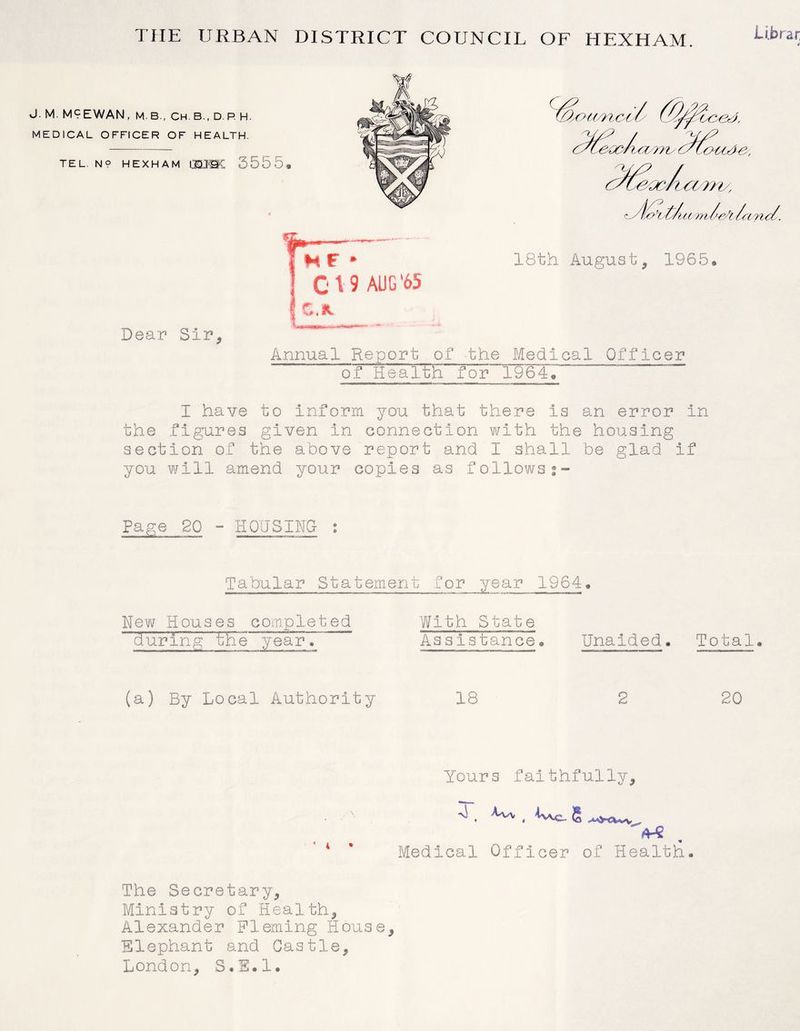 THE URBAN DISTRICT COUNCIL OF HEXHAM.
Librar
J. M. McEWAN, M.B., CH.B., D.P.H.
MEDICAL OFFICER OF HEALTH.
TEL. No HEXHAM 3555.
Council Offices,
Hexham House,
Hexham,
Northumberland.
M F
C 19 AUG '65
C.R.
18th August, 1965.
Dear Sir,
Annual Report of the Medical Officer
of Health for 1964.
I have to inform you that there is an error in
the figures given in connection with the housing
section of the above report and I shall be glad if
you will amend your copies as follows:-
Page 20 - HOUSING :
Tabular Statement for year 1964.
New Houses completed With State
during the year. Assistance. Unaided. Total.
(a) By Local Authority 18 2 20
Yours faithfully,
J. M. McEwan
Medical Officer of Health.
The Secretary,
Ministry of Health,
Alexander Fleming House,
Elephant and Castle,
London, S.E.1.